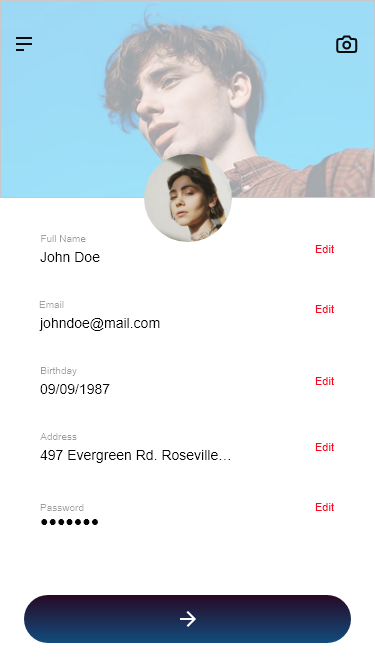 Full Name
John Doe
Edit
Email
johndoe@mail.com
Edit
Birthday
09/09/1987
Edit
Address
497 Evergreen Rd. Roseville…
Edit
Password
●●●●●●●
Edit